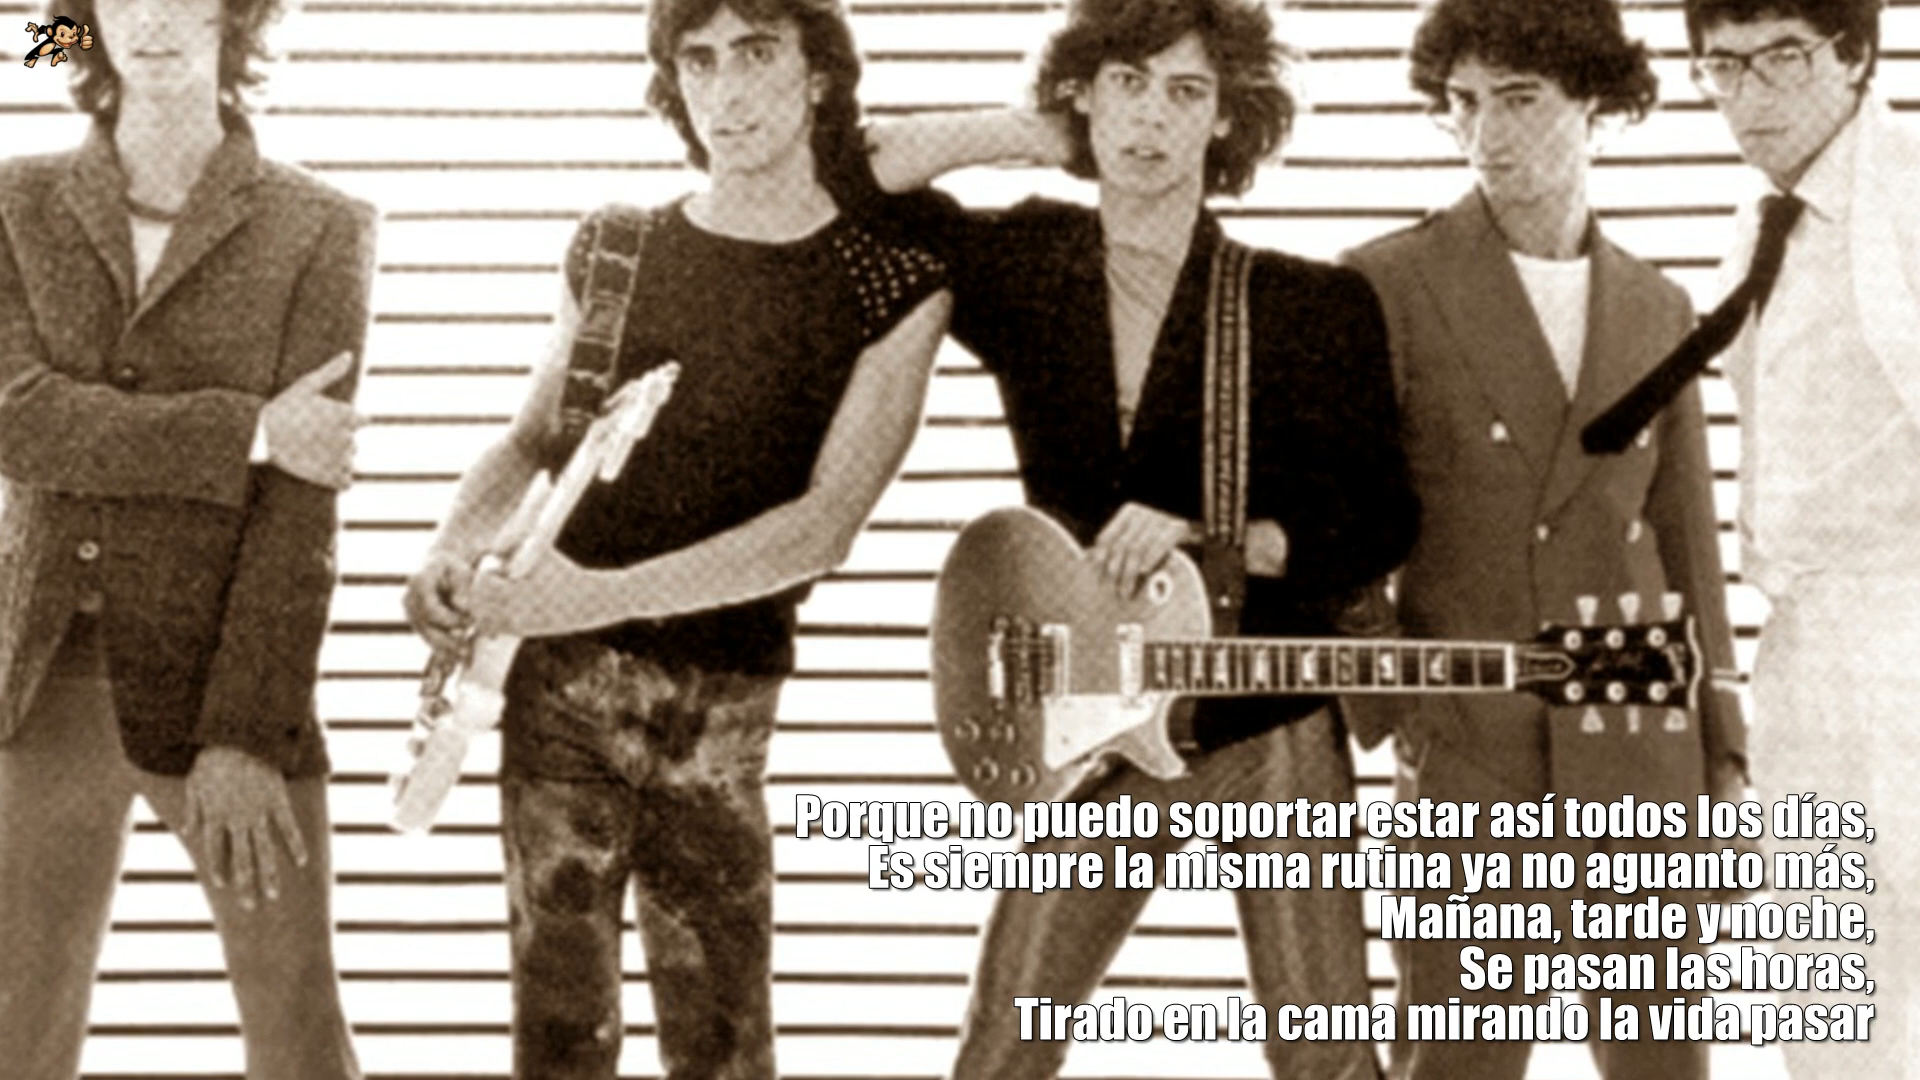 Porque no puedo soportar estar así todos los días,
Es siempre la misma rutina ya no aguanto más,
Mañana, tarde y noche,
Se pasan las horas,
Tirado en la cama mirando la vida pasar